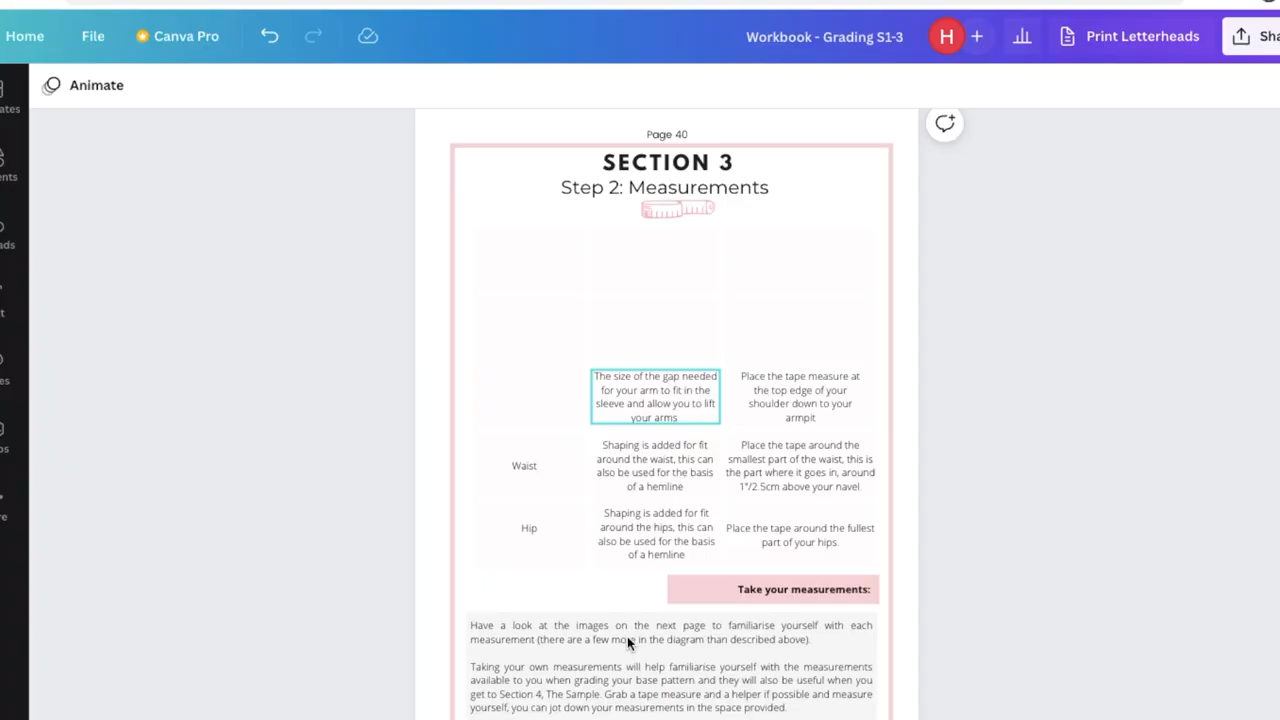 Home File Canva Pro Workbook - Grading S1-3 H + Print Letterheads Sha
Animate
ates
ents
ads
t
es
os
re
Page 40
SECTION 3
Step 2: Measurements
The size of the gap needed
for your arm to fit in the
sleeve and allow you to lift
your arms
Place the tape measure at
the top edge of your
shoulder down to your
armpit
Waist
Shaping is added for fit
around the waist, this can
also be used for the basis
of a hemline
Place the tape around the
smallest part of the waist, this is
the part where it goes in, around
1"/2.5cm above your navel.
Hip
Shaping is added for fit
around the hips, this can
also be used for the basis
of a hemline
Place the tape around the fullest
part of your hips.
Take your measurements:
Have a look at the images on the next page to familiarise yourself with each
measurement (there are a few more in the diagram than described above).
Taking your own measurements will help familiarise yourself with the measurements
available to you when grading your base pattern and they will also be useful when you
get to Section 4, The Sample. Grab a tape measure and a helper if possible and measure
yourself, you can jot down your measurements in the space provided.